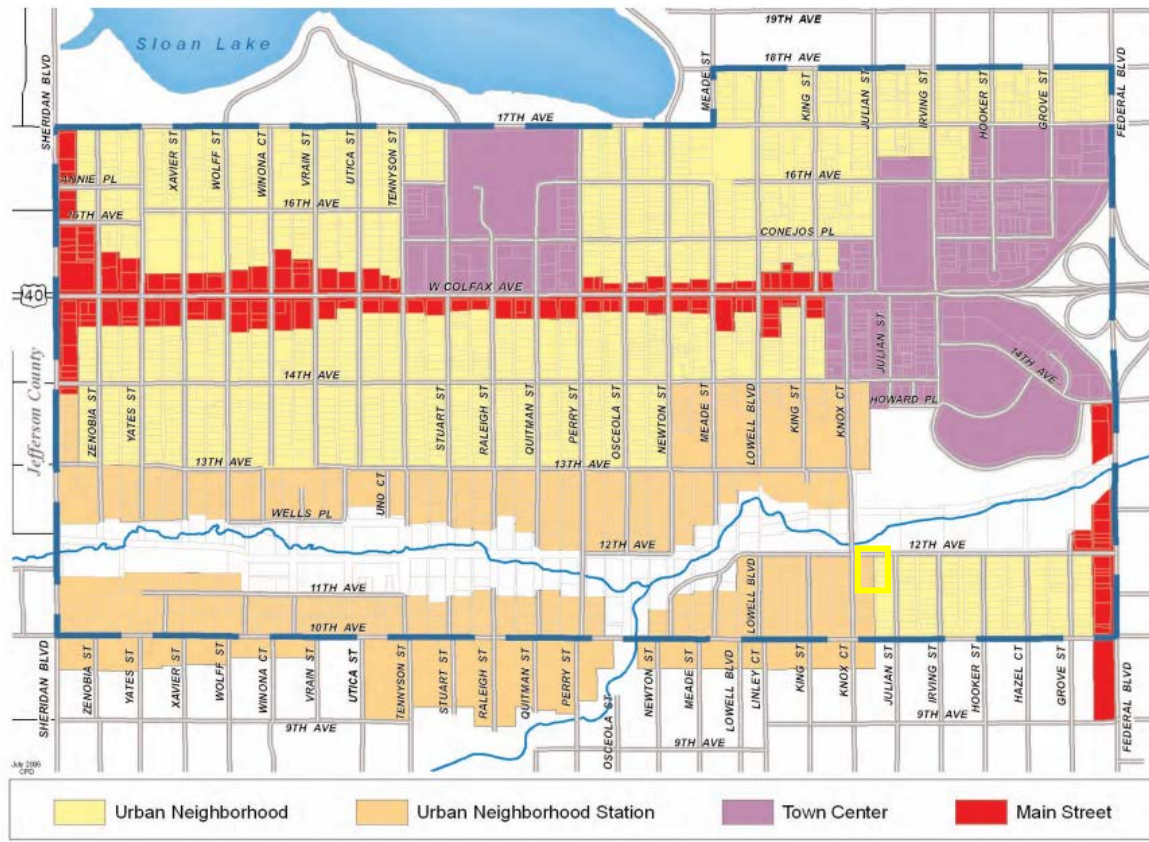 19TH AVE
Sloan Lake
SHERIDAN BLVD
MEADE ST
18TH AVE
FEDERAL BLVD
KING ST
JULIAN ST
IRVING ST
HOOKER ST
GROVE ST
17TH AVE
XAVIER ST
WOLFF ST
WINONA CT
VRAIN ST
UTICA ST
TENNYSON ST
ANNIE PL
16TH AVE
16TH AVE
16TH AVE
CONEJOS PL
40
W COLFAX AVE
JULIAN ST
14TH AVE
Jefferson County
14TH AVE
HOWARD PL
ZENOBIA ST
YATES ST
STUART ST
RALEIGH ST
QUITMAN ST
PERRY ST
OSCEOLA ST
NEWTON ST
MEADE ST
LOWELL BLVD
KING ST
KNOX CT
13TH AVE
13TH AVE
UNO CT
WELLS PL
12TH AVE
12TH AVE
11TH AVE
LOWELL BLVD
10TH AVE
SHERIDAN BLVD
ZENOBIA ST
YATES ST
XAVIER ST
WOLFF ST
WINONA CT
VRAIN ST
UTICA ST
TENNYSON ST
STUART ST
RALEIGH ST
QUITMAN ST
PERRY ST
OSCEOLA ST
NEWTON ST
MEADE ST
LOWELL BLVD
LINLEY CT
KING ST
KNOX CT
JULIAN ST
IRVING ST
HOOKER ST
HAZEL CT
GROVE ST
FEDERAL BLVD
9TH AVE
9TH AVE
9TH AVE
July 2006
CPD
Urban Neighborhood
Urban Neighborhood Station
Town Center
Main Street